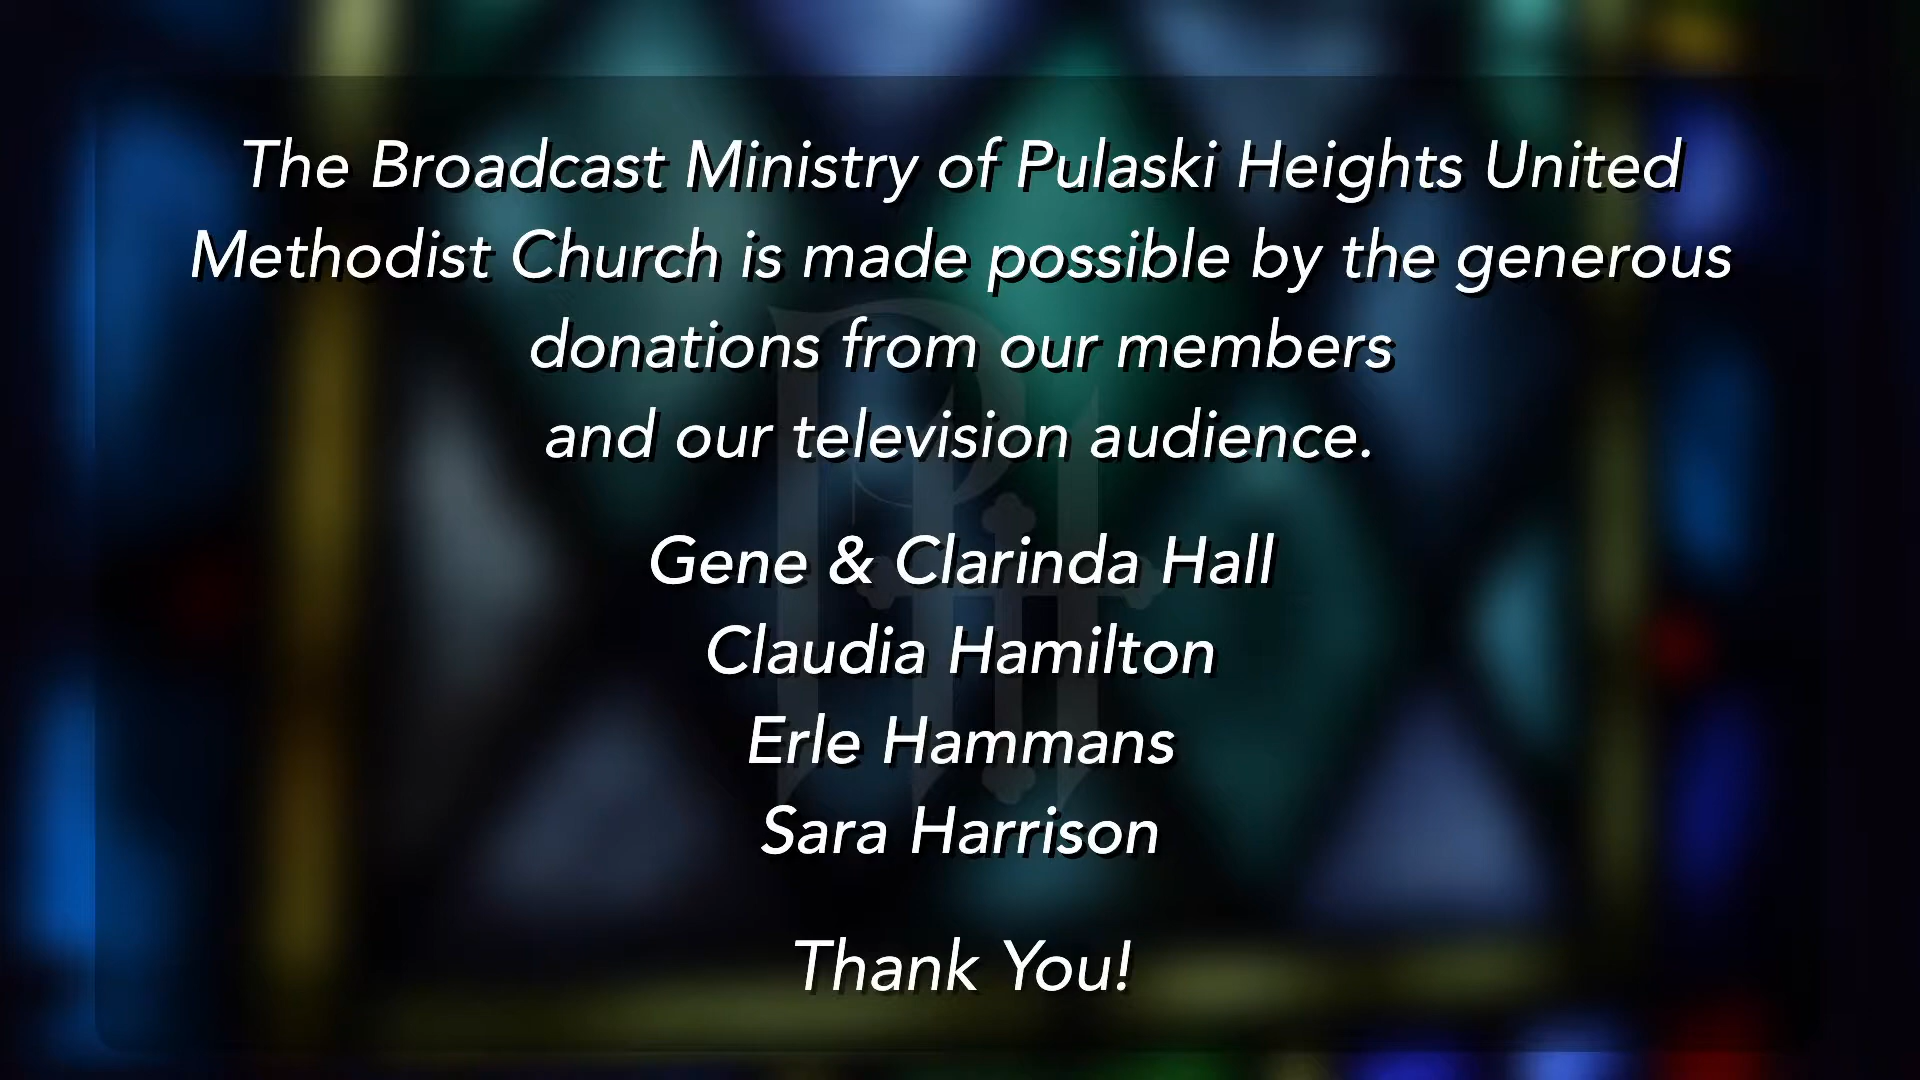 The Broadcast Ministry of Pulaski Heights United
Methodist Church is made possible by the generous
donations from our members
and our television audience.
Gene & Clarinda Hall
Claudia Hamilton
Erle Hammans
Sara Harrison
Thank You!